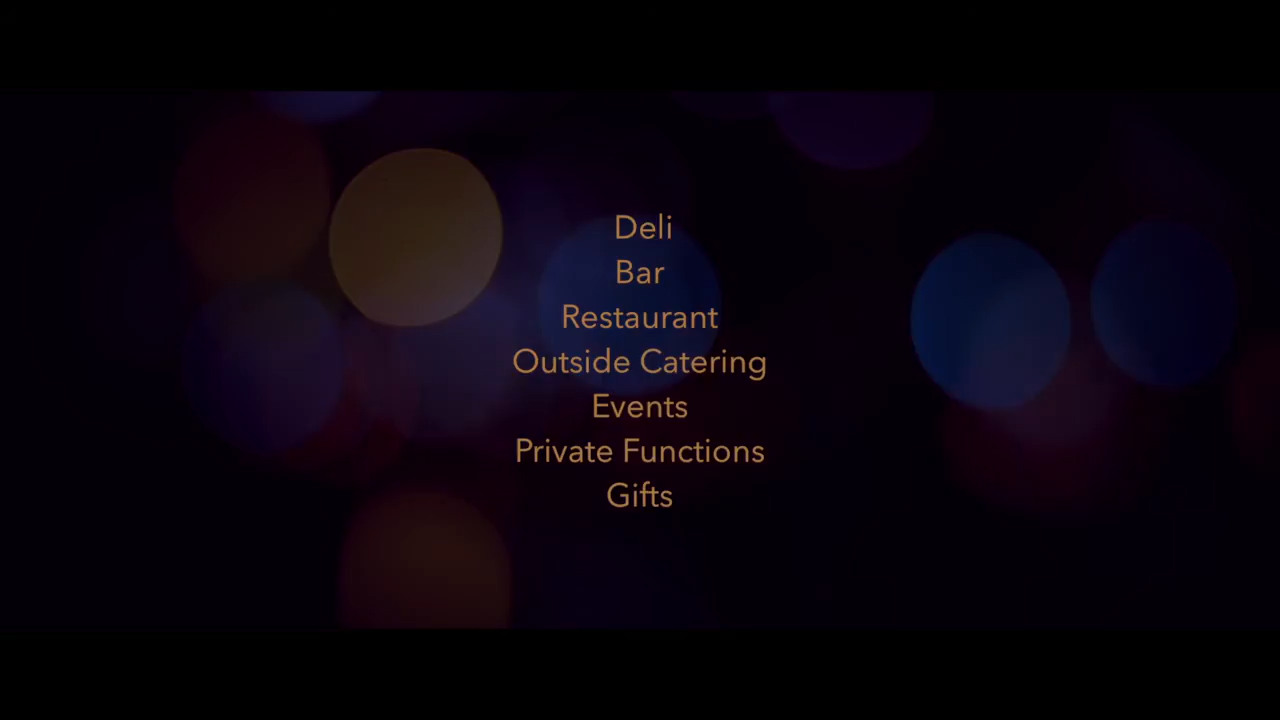 Deli
Bar
Restaurant
Outside Catering
Events
Private Functions
Gifts